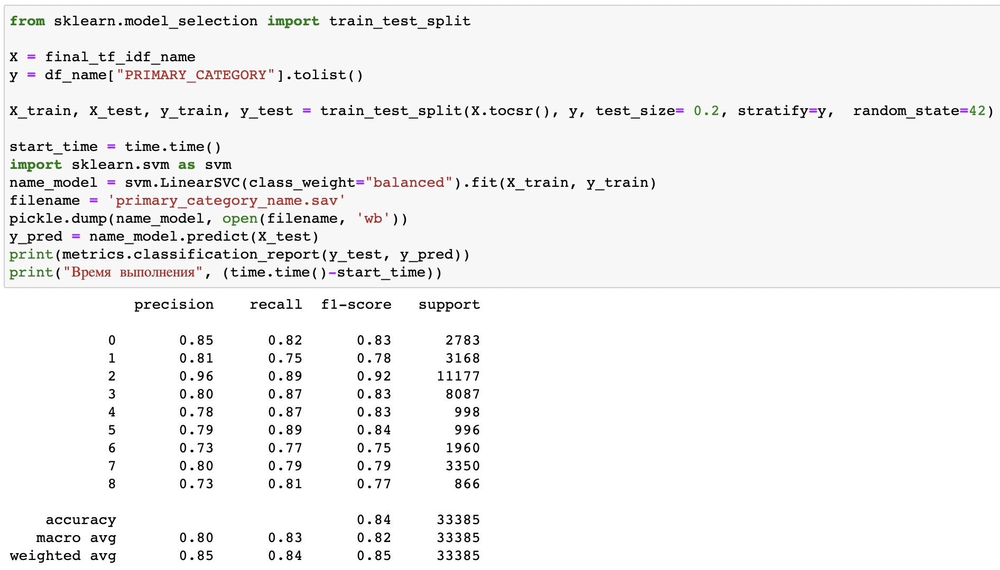 from sklearn.model_selection import train_test_split
X = final_tf_idf_name
y = df_name["PRIMARY_CATEGORY"].tolist()
X_train, X_test, y_train, y_test = train_test_split(X.tocsr(), y, test_size= 0.2, stratify=y,  random_state=42)
start_time = time.time()
import sklearn.svm as svm
name_model = svm.LinearSVC(class_weight="balanced").fit(X_train, y_train)
filename = 'primary_category_name.sav'
pickle.dump(name_model, open(filename, 'wb'))
y_pred = name_model.predict(X_test)
print(metrics.classification_report(y_test, y_pred))
print("Время выполнения", (time.time()-start_time))
precision recall f1-score support
0 0.85 0.82 0.83 2783
1 0.81 0.75 0.78 3168
2 0.96 0.89 0.92 11177
3 0.80 0.87 0.83 8087
4 0.78 0.87 0.83 998
5 0.79 0.89 0.84 996
6 0.73 0.77 0.75 1960
7 0.80 0.79 0.79 3350
8 0.73 0.81 0.77 866
accuracy 0.84 33385
macro avg 0.80 0.83 0.82 33385
weighted avg 0.85 0.84 0.85 33385